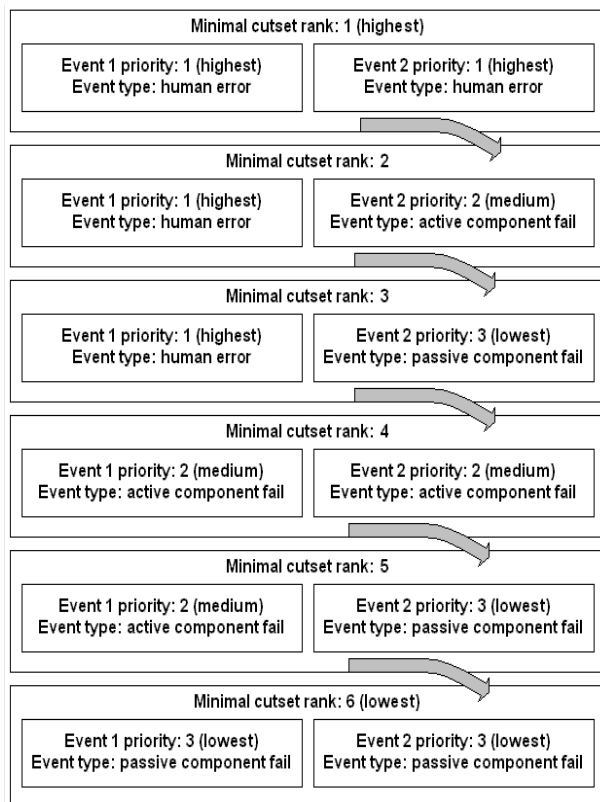 Minimal cutset rank: 1 (highest)
Event 1 priority: 1 (highest)
Event type: human error
Event 2 priority: 1 (highest)
Event type: human error
Minimal cutset rank: 2
Event 1 priority: 1 (highest)
Event type: human error
Event 2 priority: 2 (medium)
Event type: active component fail
Minimal cutset rank: 3
Event 1 priority: 1 (highest)
Event type: human error
Event 2 priority: 3 (lowest)
Event type: passive component fail
Minimal cutset rank: 4
Event 1 priority: 2 (medium)
Event type: active component fail
Event 2 priority: 2 (medium)
Event type: active component fail
Minimal cutset rank: 5
Event 1 priority: 2 (medium)
Event type: active component fail
Event 2 priority: 3 (lowest)
Event type: passive component fail
Minimal cutset rank: 6 (lowest)
Event 1 priority: 3 (lowest)
Event type: passive component fail
Event 2 priority: 3 (lowest)
Event type: passive component fail